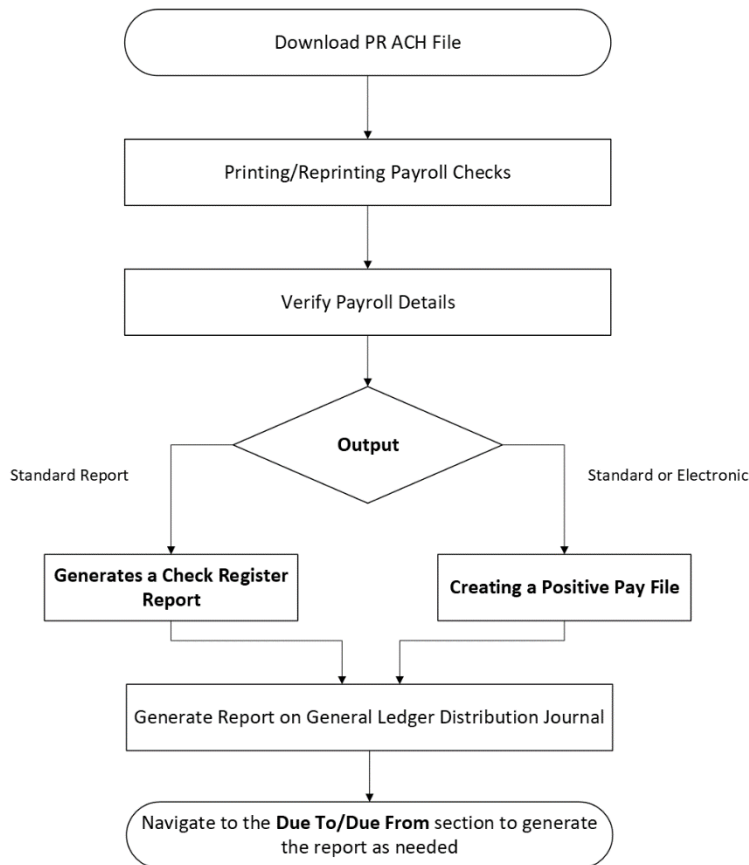 Download PR ACH File
Printing/Reprinting Payroll Checks
Verify Payroll Details
Output
Standard Report
Standard or Electronic
Generates a Check Register
Report
Creating a Positive Pay File
Generate Report on General Ledger Distribution Journal
Navigate to the Due To/Due From section to generate
the report as needed